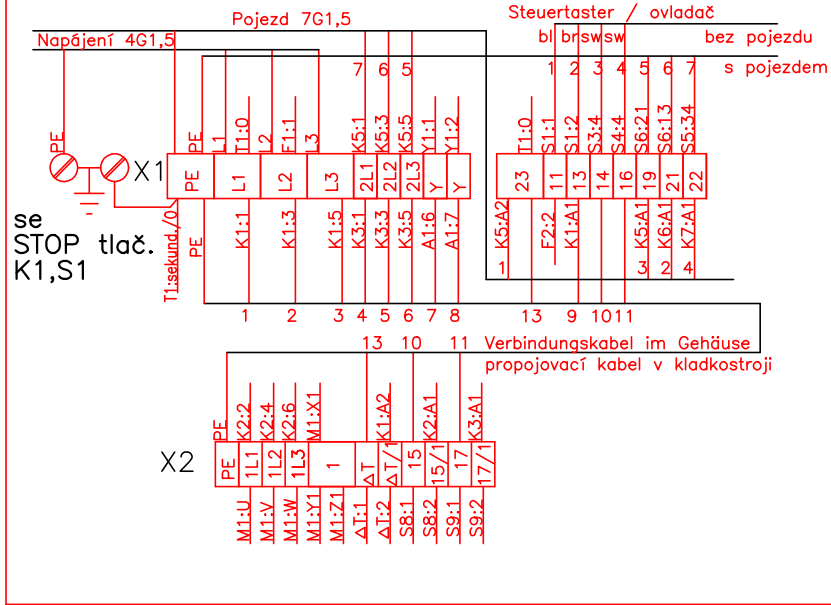 Pojezd 7G1,5
Steuertaster / ovladač
Napájení 4G1,5
bl br sw sw bez pojezdu
7 6 5
1 2 3 4 5 6 7 s pojezdem
PE PE L1 T1:0 L2 F1:1 L3 K5:1 K5:3 K5:5 Y1:1 Y1:2
T1:0 S1:1 S1:2 S3:4 S4:4 S6:21 S6:13 S5:34
X1 PE L1 L2 L3 2L1 2L2 2L3 Y Y
23 11 13 14 16 19 21 22
se
STOP tlač.
K1,S1
T1:sekund./0 PE K1:1 K1:3 K1:5 K3:1 K3:3 K3:5 A1:6 A1:7
K5:A2 F2:2 K1:A1 K5:A1 K6:A1 K7:A1
1 3 2 4
1 2 3 4 5 6 7 8 13 9 10 11
13 10 11 Verbindungskabel im Gehäuse
propojovací kabel v kladkostroji
PE K2:2 K2:4 K2:6 M1:X1 K1:A2 K2:A1 K3:A1
X2 PE 1L1 1L2 1L3 1 ΔT ΔT/1 15 15/1 17 17/1
M1:U M1:V M1:W M1:Y1 M1:Z1 ΔT:1 ΔT:2 S8:1 S8:2 S9:1 S9:2